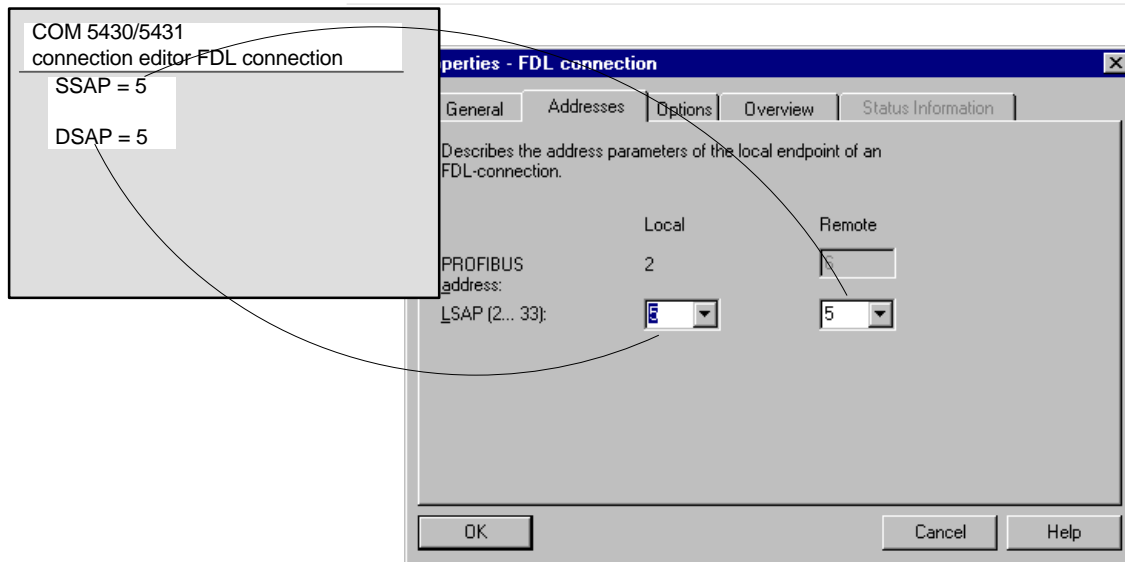 COM 5430/5431
connection editor FDL connection
SSAP = 5
DSAP = 5
perties - FDL connection
General Addresses Options Overview Status Information
Describes the address parameters of the local endpoint of an
FDL-connection.
Local Remote
PROFIBUS 2 6
address:
LSAP (2... 33): 5 5
OK Cancel Help